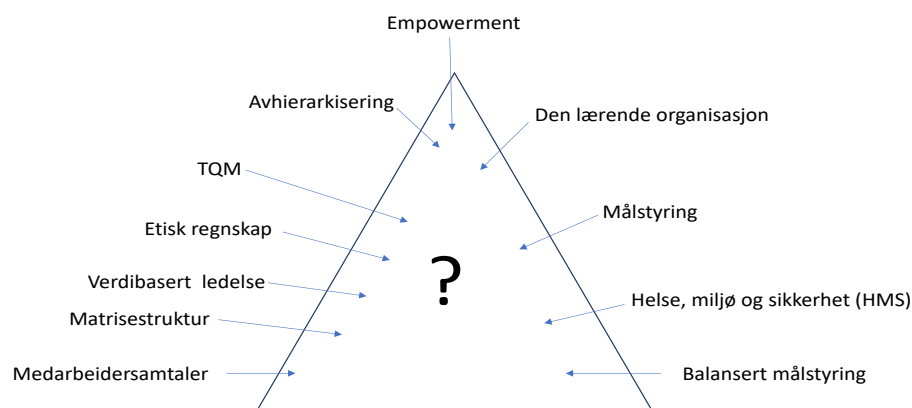 Empowerment
Avhierarkisering
Den lærende organisasjon
TQM
Målstyring
Etisk regnskap
?
Verdibasert ledelse
Helse, miljø og sikkerhet (HMS)
Matrisestruktur
Medarbeidersamtaler
Balansert målstyring